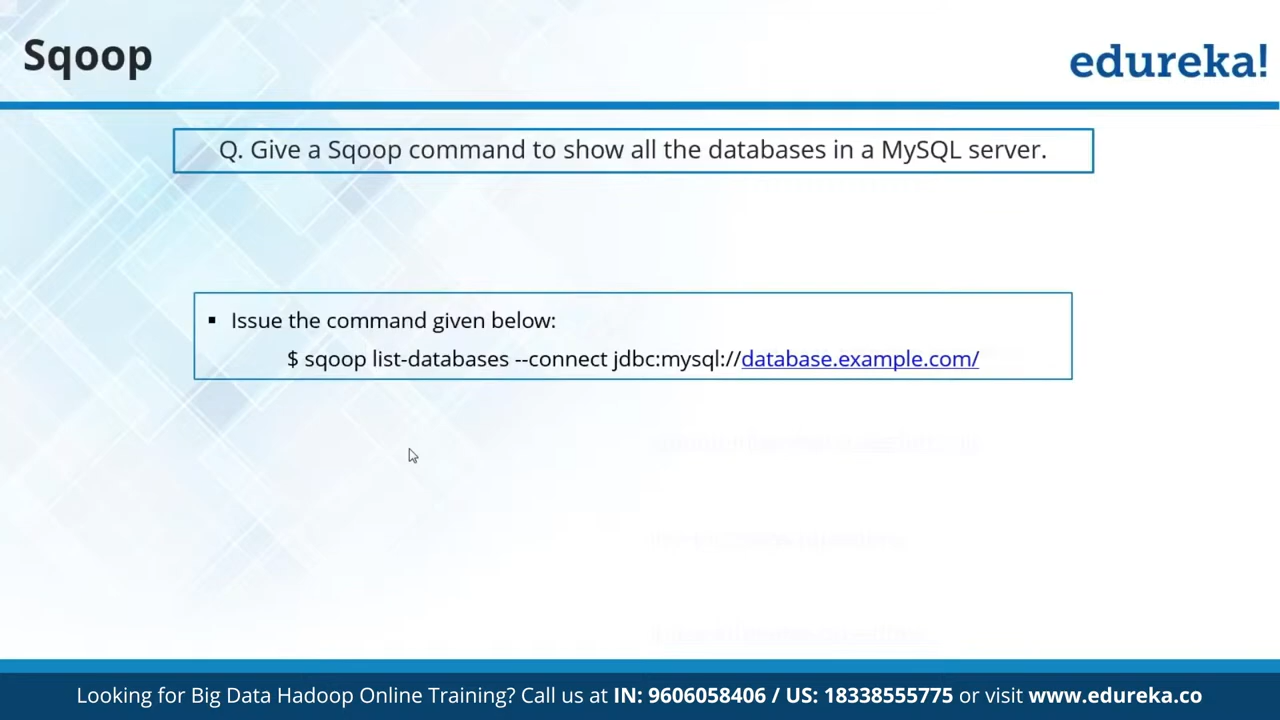 Sqoop
edureka!
Q. Give a Sqoop command to show all the databases in a MySQL server.
▪ Issue the command given below:
$ sqoop list-databases --connect jdbc:mysql://database.example.com/
Looking for Big Data Hadoop Online Training? Call us at IN: 9606058406 / US: 18338555775 or visit www.edureka.co